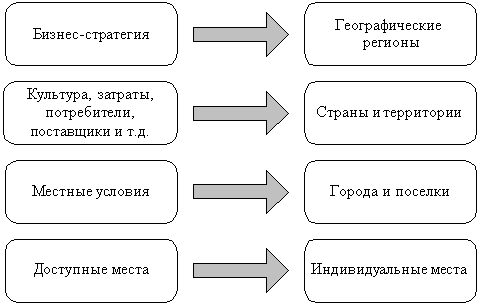 Бизнес-стратегия
Географические
регионы
Культура, затраты,
потребители,
поставщики и т.д.
Страны и территории
Местные условия
Города и поселки
Доступные места
Индивидуальные места